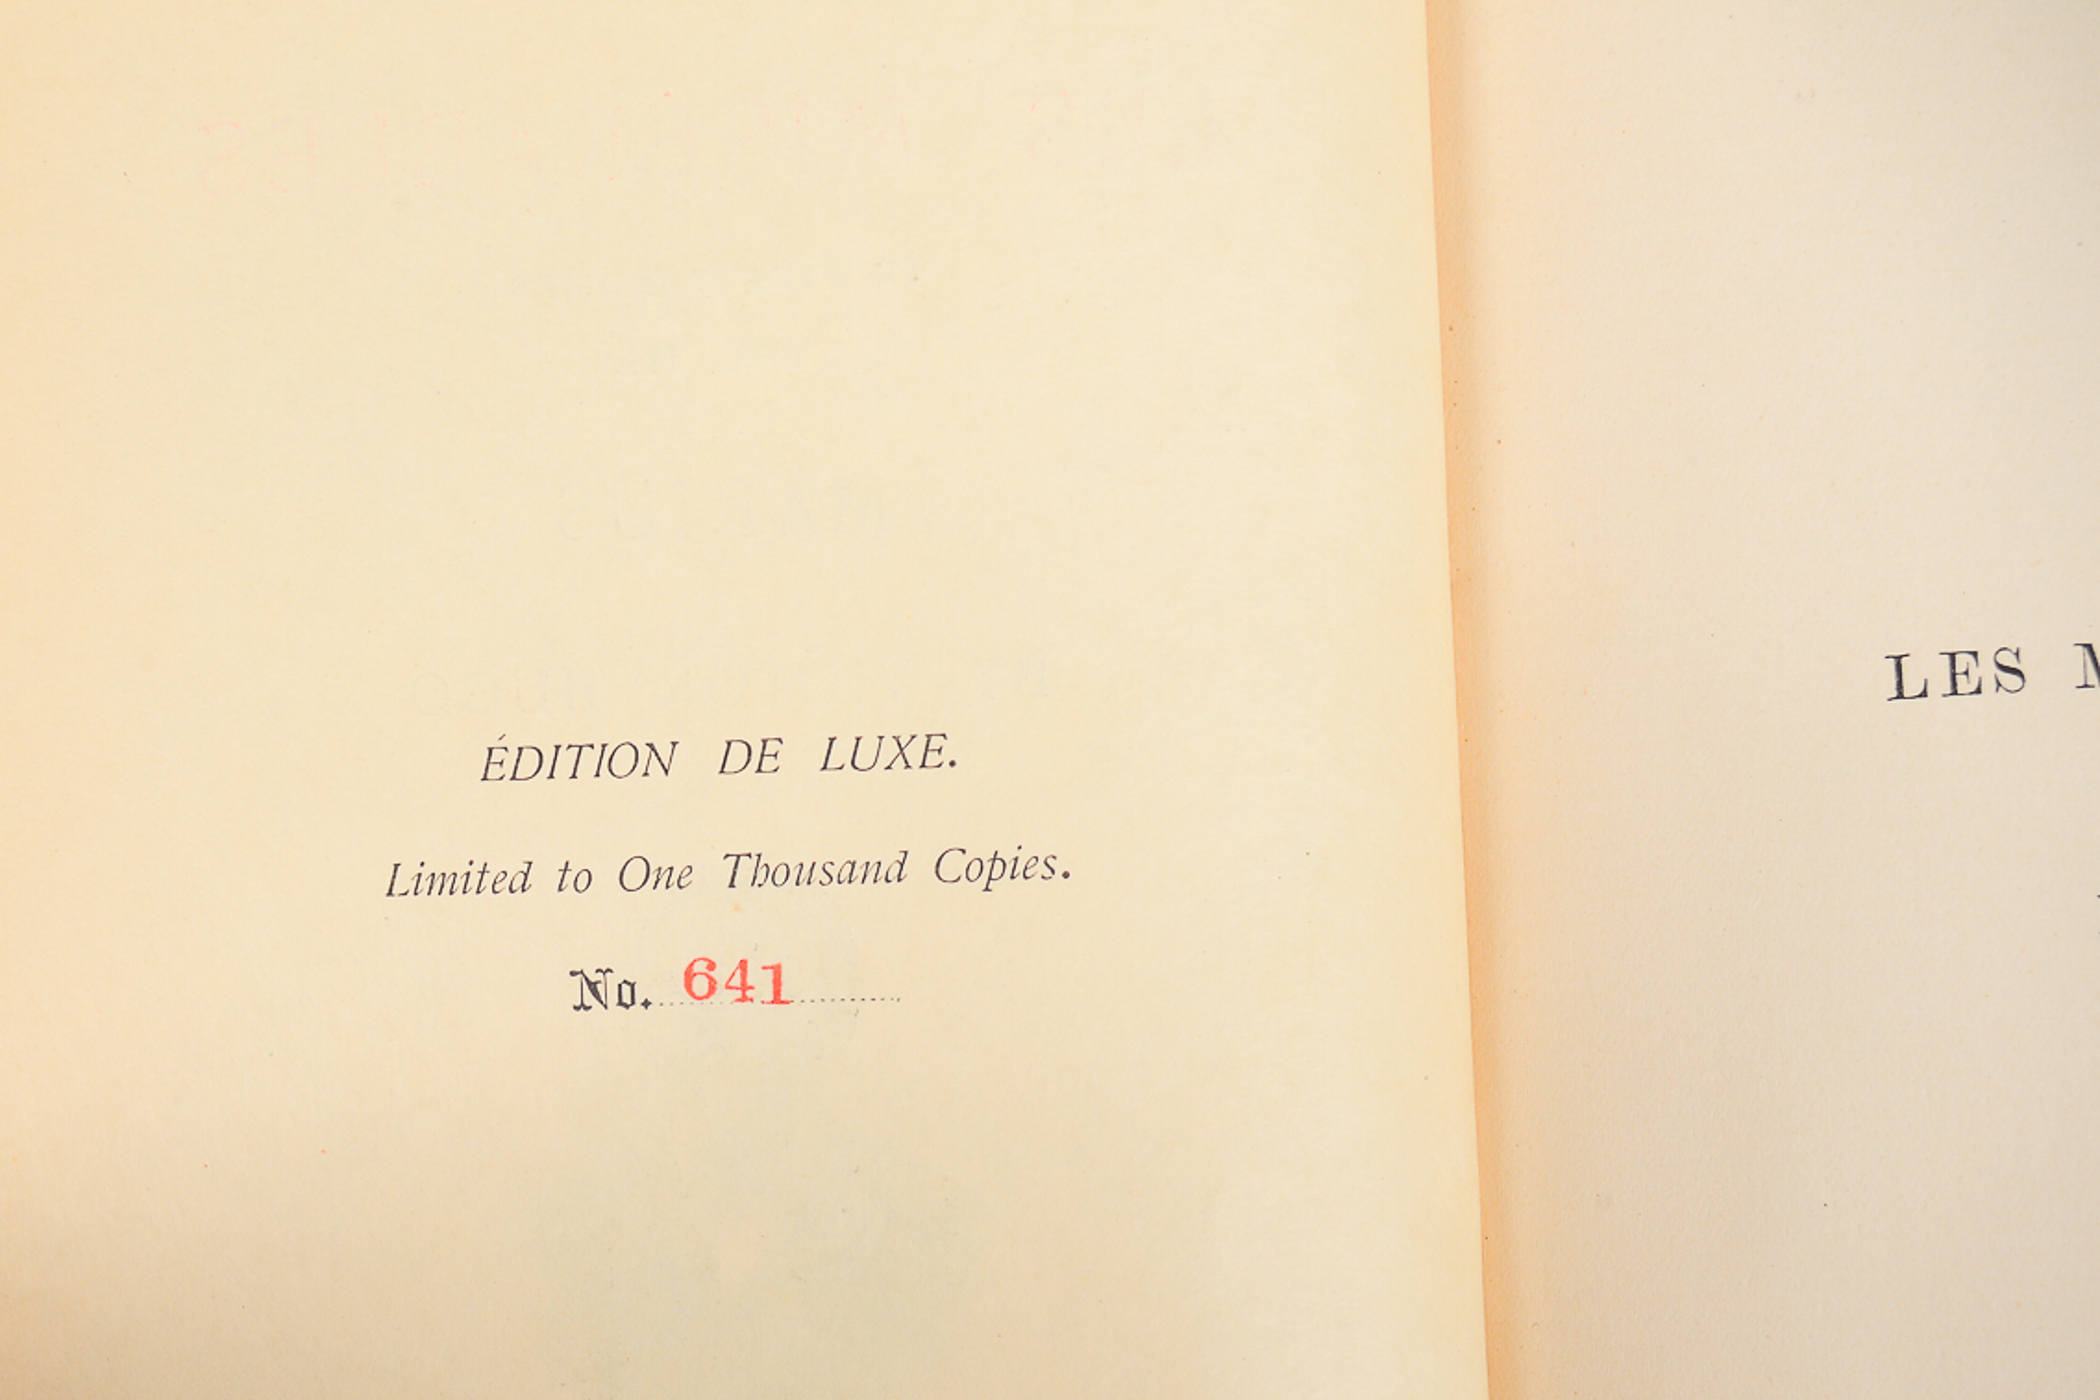 ÉDITION DE LUXE.
Limited to One Thousand Copies.
No. 641
LES M